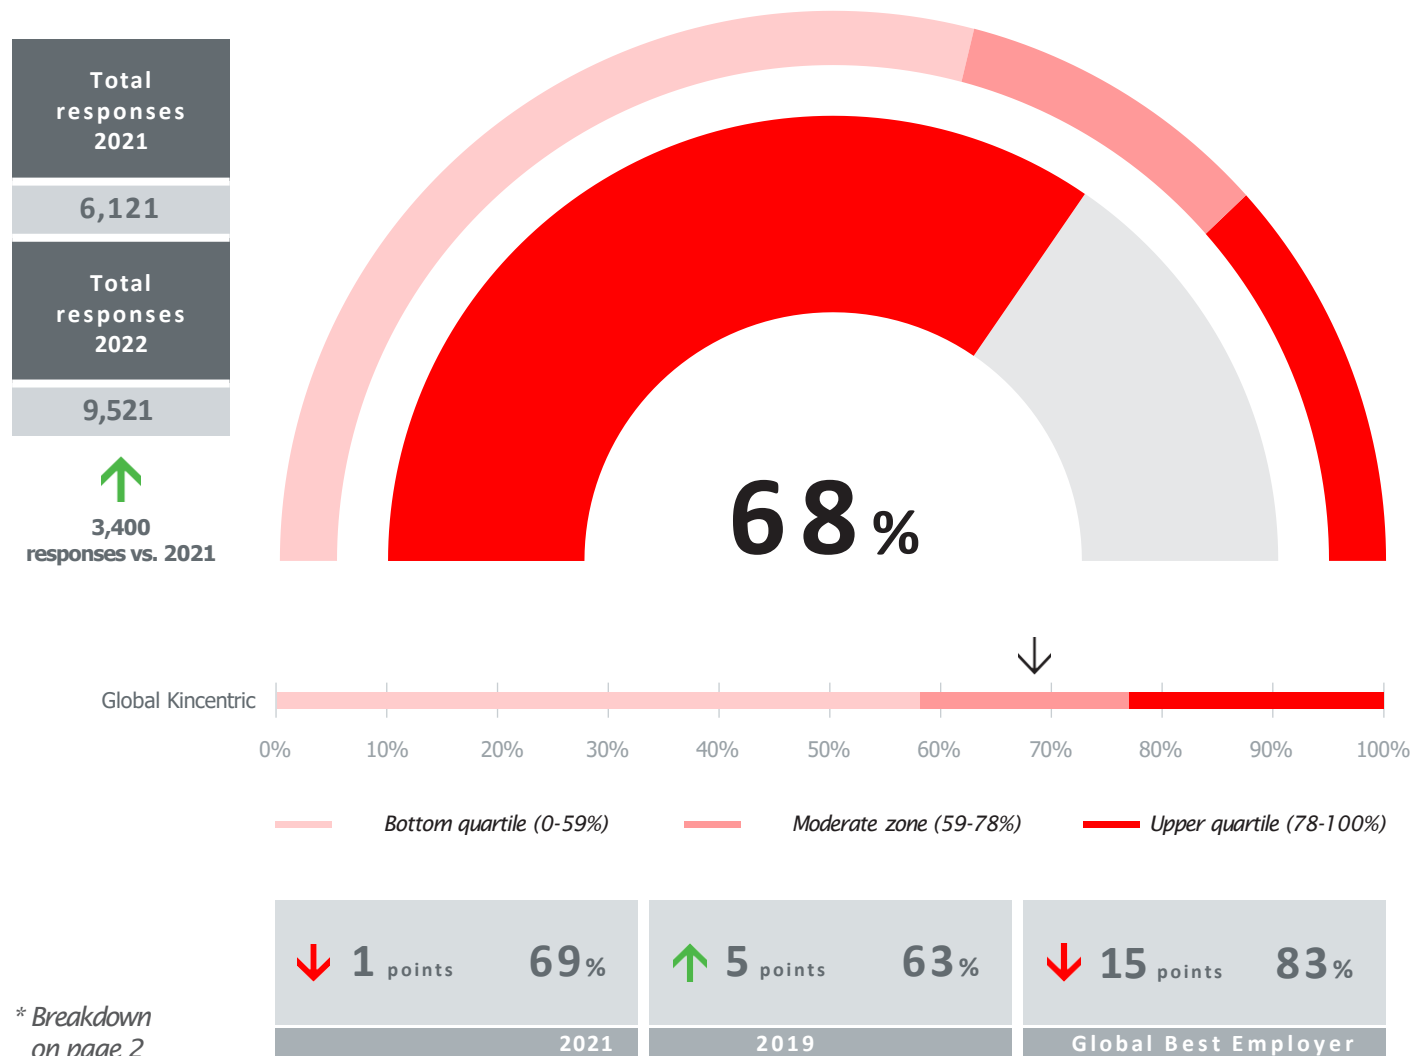 Total
responses
2021
6,121
Total
responses
2022
9,521
3,400
responses vs. 2021
68%
Global Kincentric
0% 10% 20% 30% 40% 50% 60% 70% 80% 90% 100%
Bottom quartile (0-59%) Moderate zone (59-78%) Upper quartile (78-100%)
1 points 69% 5 points 63% 15 points 83%
2021 2019 Global Best Employer
* Breakdown
on page 2